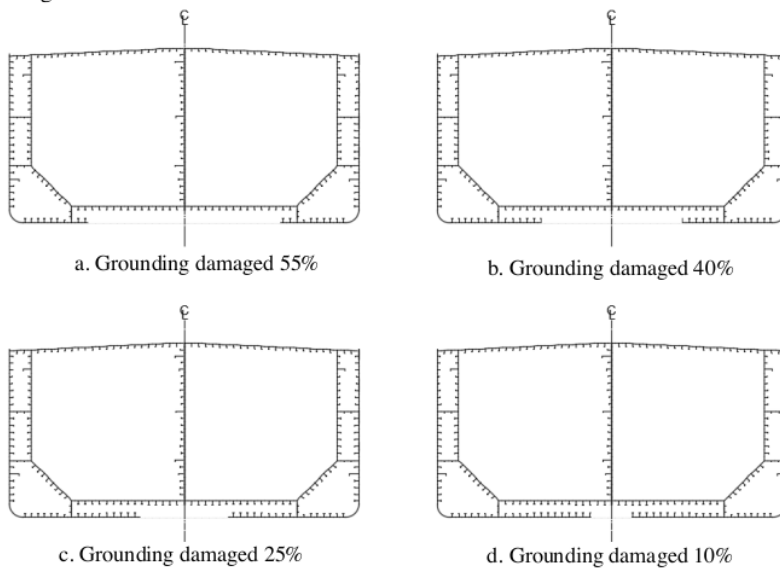 ℄ ℄
a. Grounding damaged 55%
b. Grounding damaged 40%
℄ ℄
c. Grounding damaged 25%
d. Grounding damaged 10%